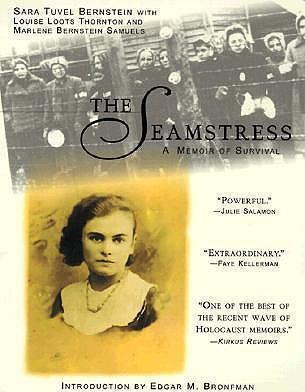 SARA TUVEL BERNSTEIN WITH
LOUISE LOOTS THORNTON AND
MARLENE BERNSTEIN SAMUELS
THE
SEAMSTRESS
A MEMOIR OF SURVIVAL
"POWERFUL."
—JULIE SALAMON
"EXTRAORDINARY."
—FAYE KELLERMAN
"ONE OF THE BEST OF
THE RECENT WAVE OF
HOLOCAUST MEMOIRS."
—KIRKUS REVIEWS
INTRODUCTION BY EDGAR M. BRONFMAN